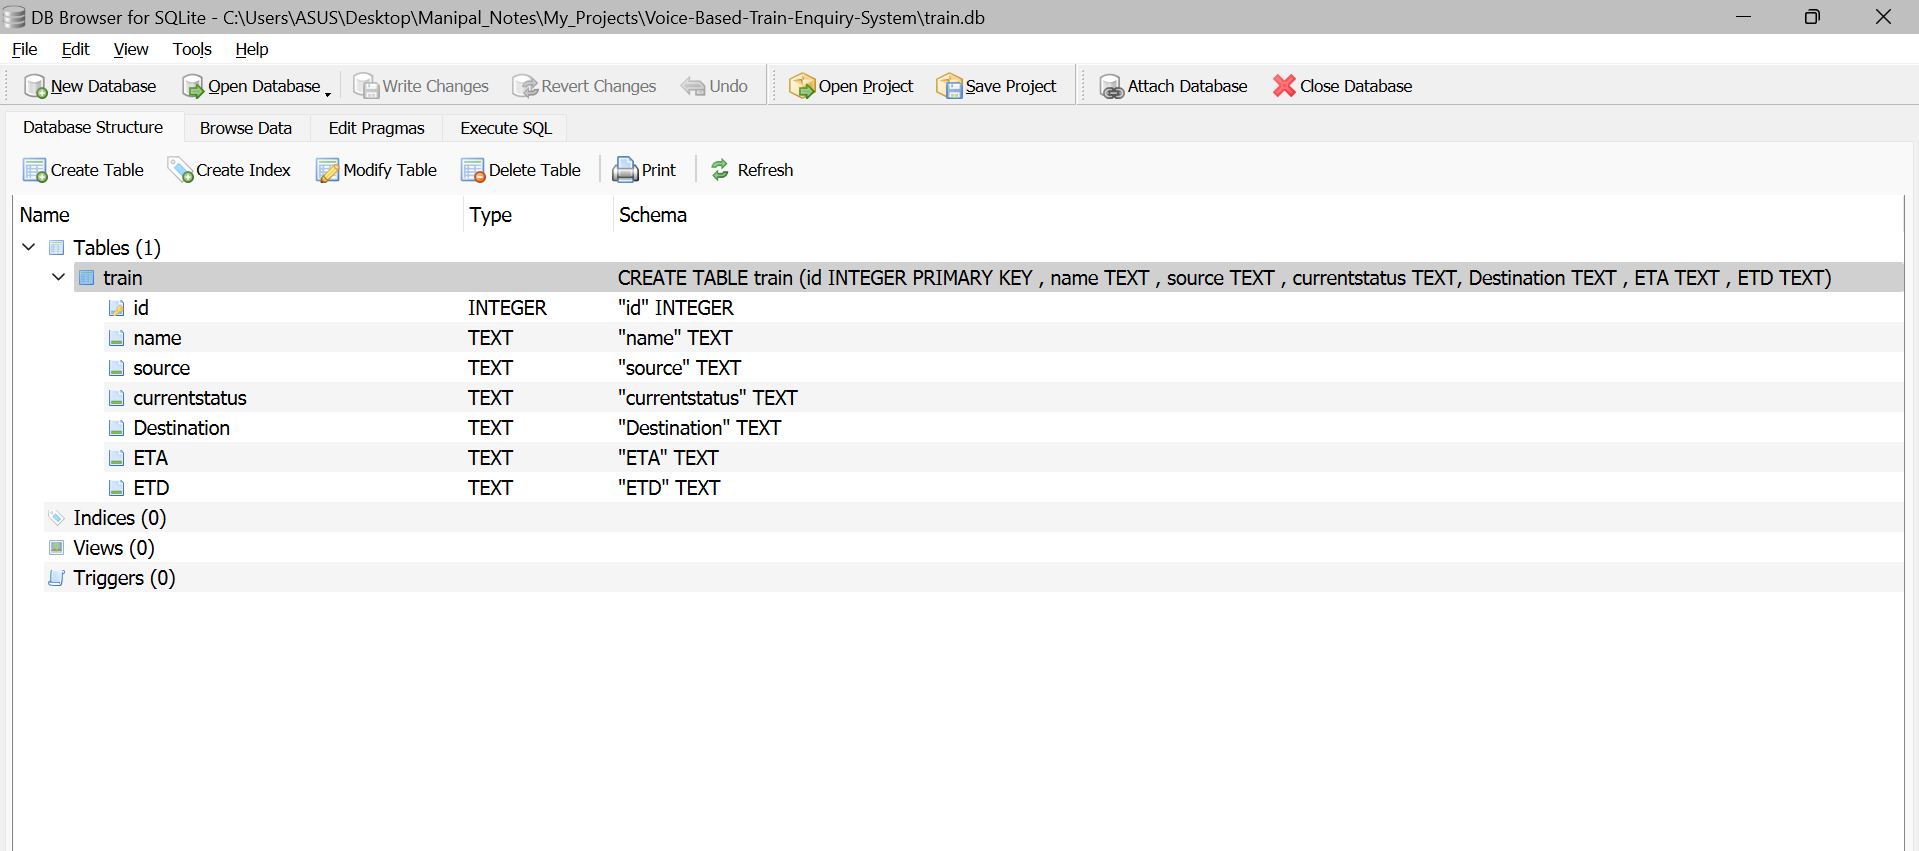 DB Browser for SQLite - C:\Users\ASUS\Desktop\Manipal_Notes\My_Projects\Voice-Based-Train-Enquiry-System\train.db
File Edit View Tools Help
New Database Open Database Write Changes Revert Changes Undo Open Project Save Project Attach Database Close Database
Database Structure Browse Data Edit Pragmas Execute SQL
Create Table Create Index Modify Table Delete Table Print Refresh
Name Type Schema
Tables (1)
train CREATE TABLE train (id INTEGER PRIMARY KEY , name TEXT , source TEXT , currentstatus TEXT, Destination TEXT , ETA TEXT , ETD TEXT)
id INTEGER "id" INTEGER
name TEXT "name" TEXT
source TEXT "source" TEXT
currentstatus TEXT "currentstatus" TEXT
Destination TEXT "Destination" TEXT
ETA TEXT "ETA" TEXT
ETD TEXT "ETD" TEXT
Indices (0)
Views (0)
Triggers (0)